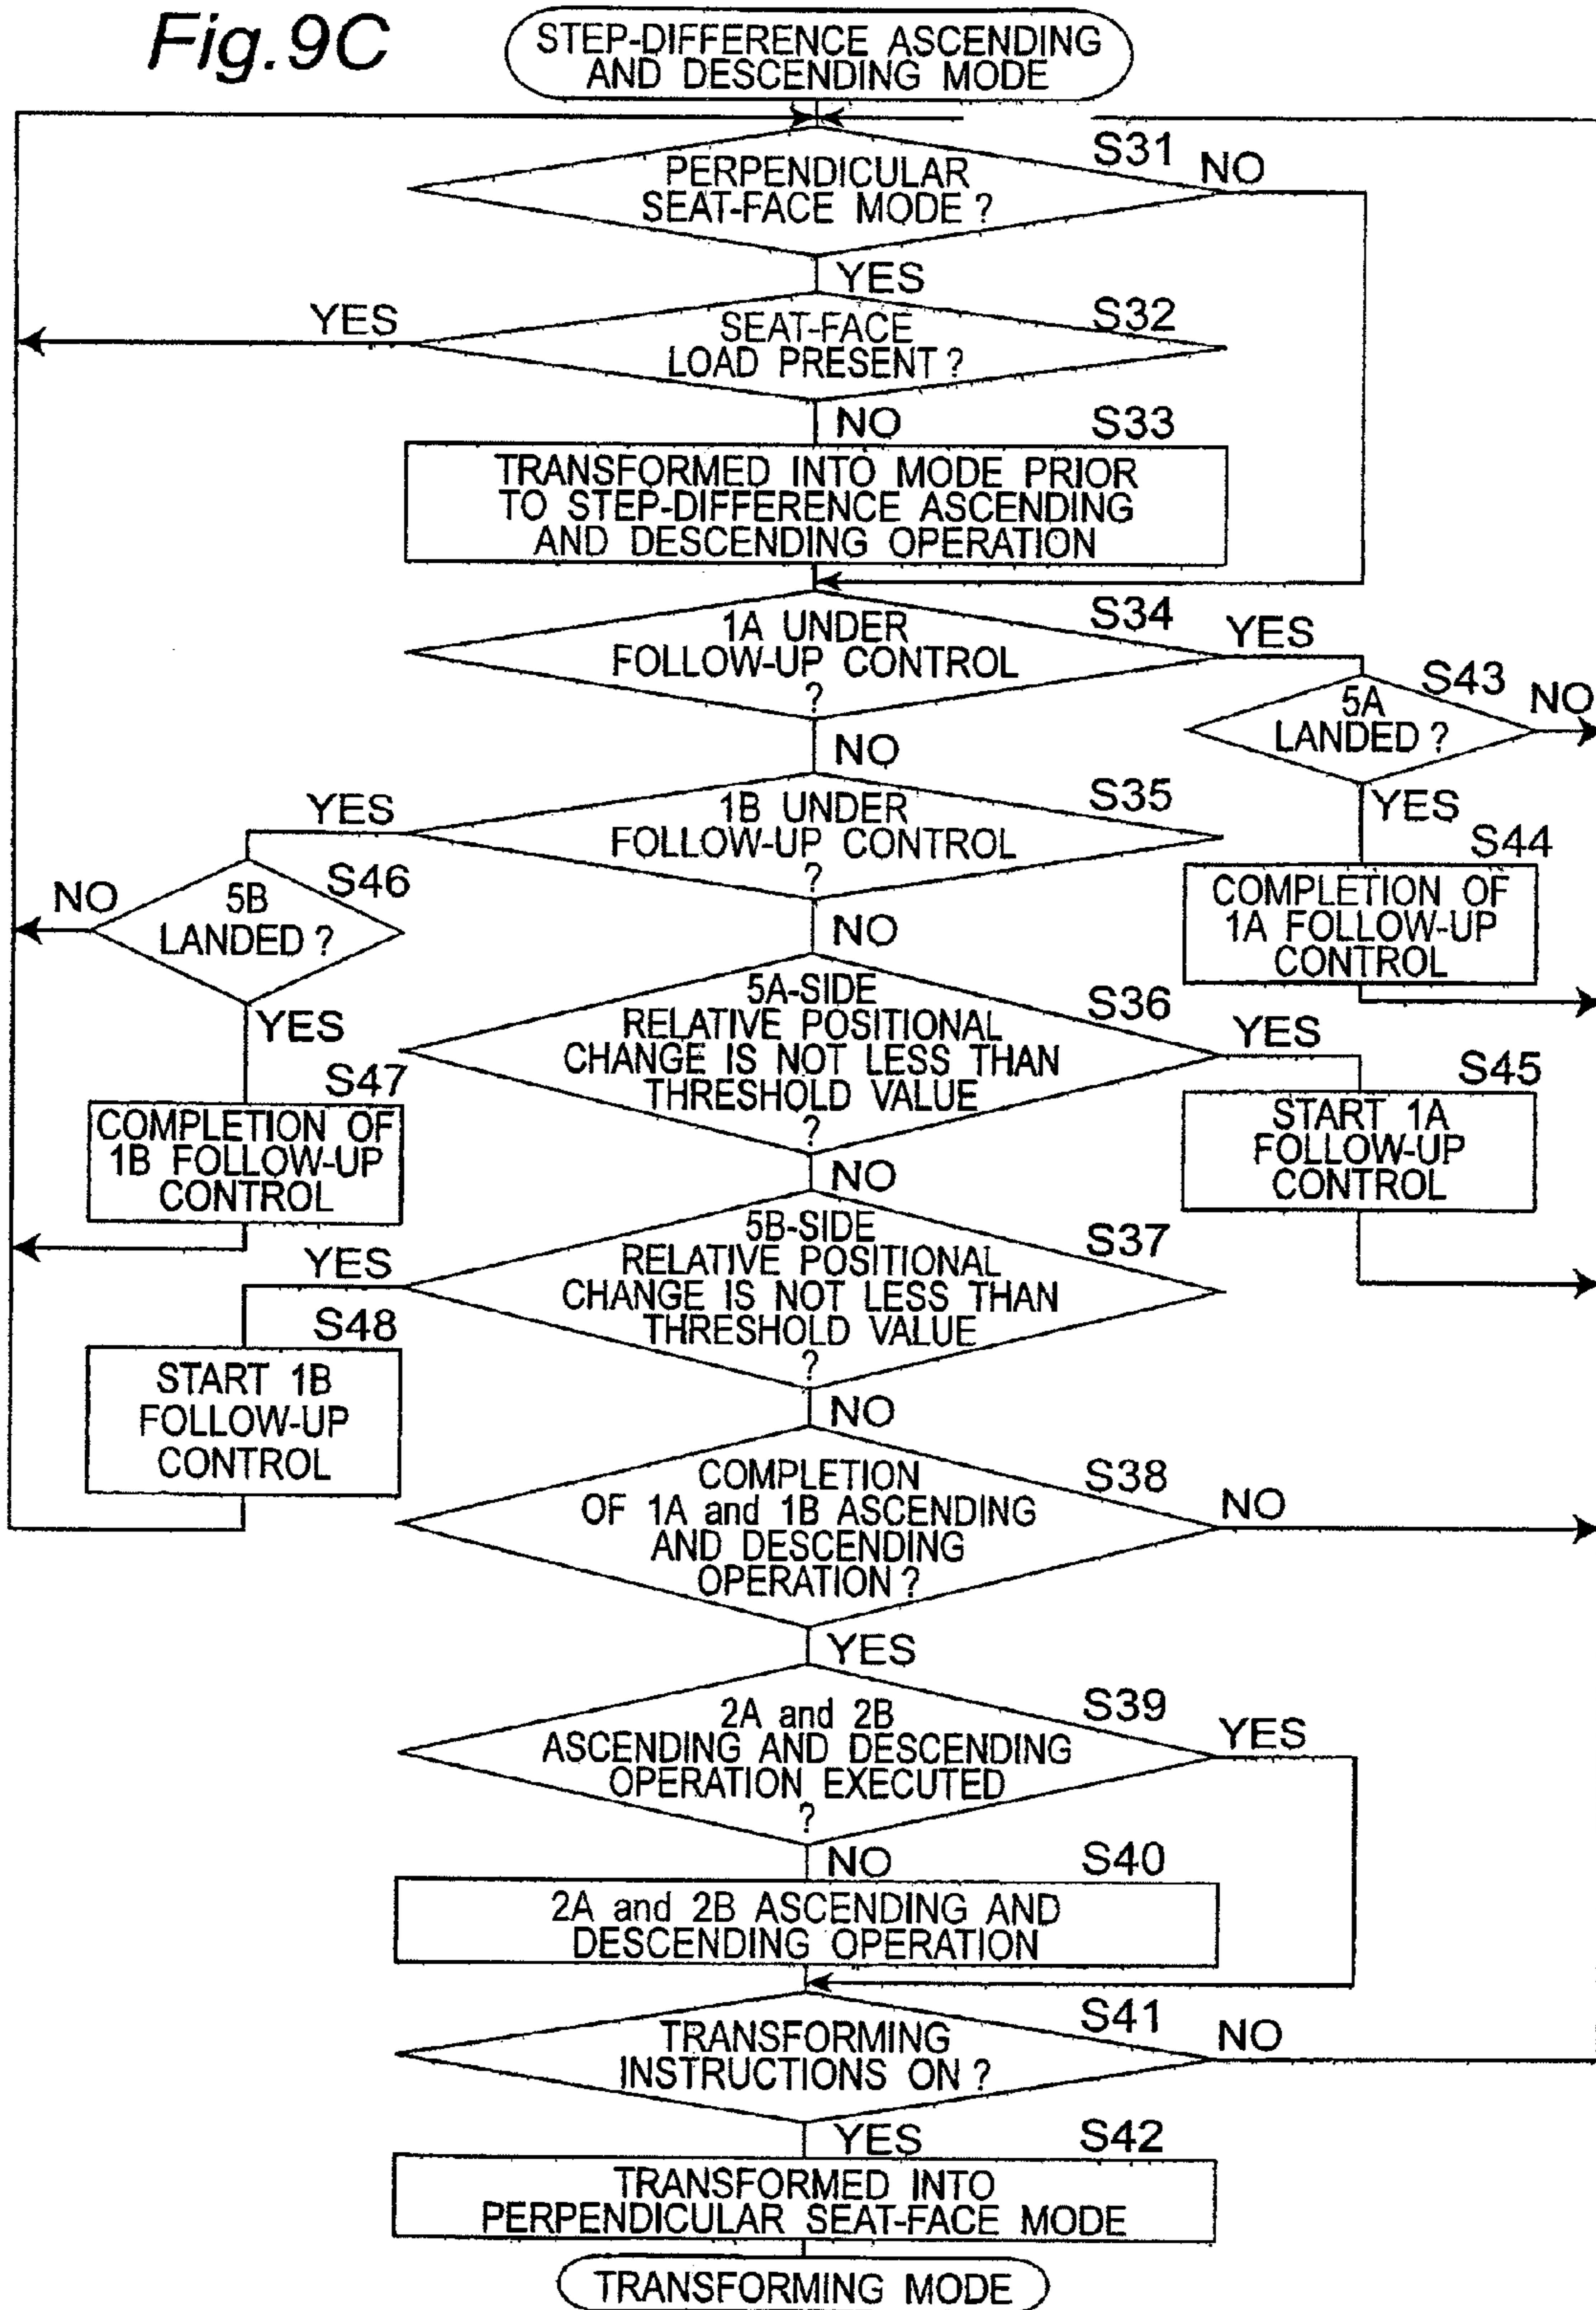 Fig.9C
STEP-DIFFERENCE ASCENDING
AND DESCENDING MODE
S31
NO
PERPENDICULAR
SEAT-FACE MODE ?
YES
S32
YES
SEAT-FACE
LOAD PRESENT ?
NO
S33
TRANSFORMED INTO MODE PRIOR
TO STEP-DIFFERENCE ASCENDING
AND DESCENDING OPERATION
S34
YES
1A UNDER
FOLLOW-UP CONTROL
?
S43
NO
5A
LANDED ?
NO
YES
S35
YES
1B UNDER
FOLLOW-UP CONTROL
?
S44
COMPLETION OF
1A FOLLOW-UP
CONTROL
NO
S46
5B
LANDED ?
NO
YES
S36
YES
5A-SIDE
RELATIVE POSITIONAL
CHANGE IS NOT LESS THAN
THRESHOLD VALUE
?
S47
COMPLETION OF
1B FOLLOW-UP
CONTROL
S45
START 1A
FOLLOW-UP
CONTROL
NO
S37
YES
5B-SIDE
RELATIVE POSITIONAL
CHANGE IS NOT LESS THAN
THRESHOLD VALUE
?
S48
START 1B
FOLLOW-UP
CONTROL
NO
S38
NO
COMPLETION
OF 1A and 1B ASCENDING
AND DESCENDING
OPERATION ?
YES
S39
YES
2A and 2B
ASCENDING AND DESCENDING
OPERATION EXECUTED
?
NO
S40
2A and 2B ASCENDING AND
DESCENDING OPERATION
S41
NO
TRANSFORMING
INSTRUCTIONS ON ?
YES
S42
TRANSFORMED INTO
PERPENDICULAR SEAT-FACE MODE
TRANSFORMING MODE